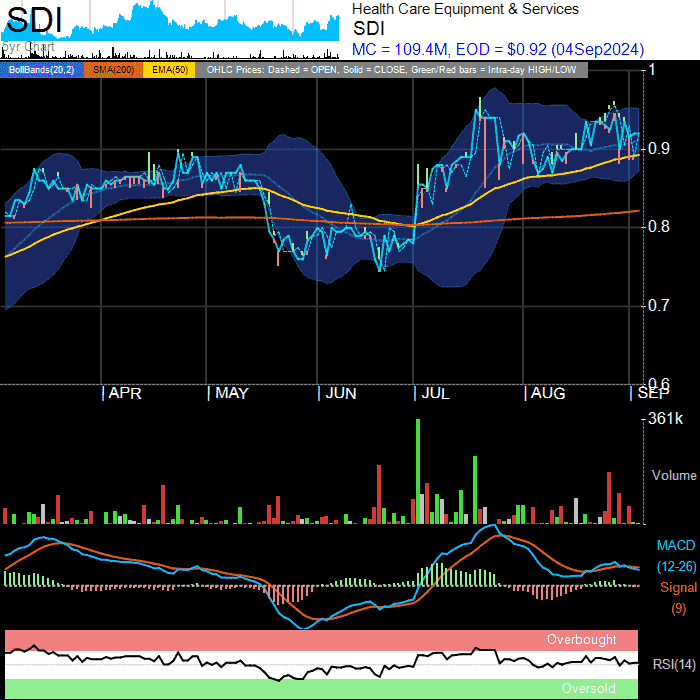 SDI
5yr Chart
Health Care Equipment & Services
SDI
MC = 109.4M, EOD = $0.92 (04Sep2024)
BollBands(20,2) SMA(200) EMA(50) OHLC Prices: Dashed = OPEN, Solid = CLOSE, Green/Red bars = Intra-day HIGH/LOW
1
0.9
0.8
0.7
0.6
APR MAY JUN JUL AUG SEP
361k
Volume
MACD
(12-26)
Signal
(9)
Overbought
RSI(14)
Oversold